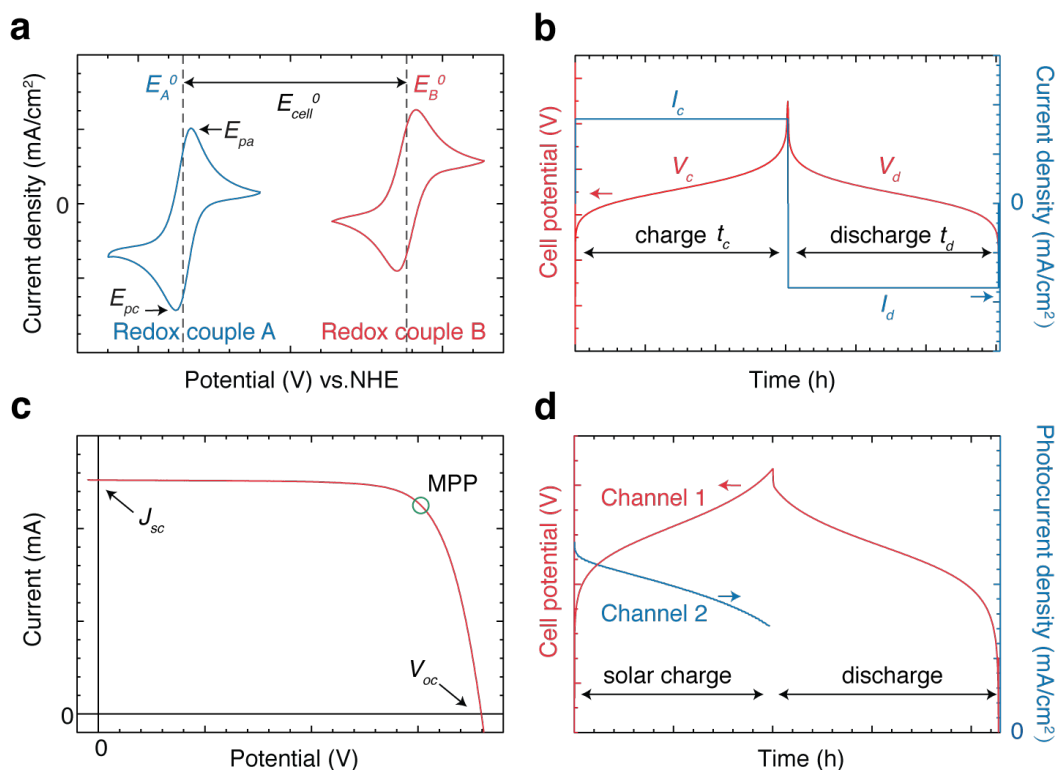 a
E_A^0
E_B^0
E_cell^0
E_pa
E_pc
Redox couple A
Redox couple B
Current density (mA/cm²)
0
Potential (V) vs.NHE
b
I_c
V_c
V_d
charge t_c
discharge t_d
I_d
Cell potential (V)
Current density (mA/cm²)
0
Time (h)
c
MPP
J_sc
V_oc
Current (mA)
0
0
Potential (V)
d
Channel 1
Channel 2
solar charge
discharge
Cell potential (V)
Photocurrent density (mA/cm²)
0
Time (h)